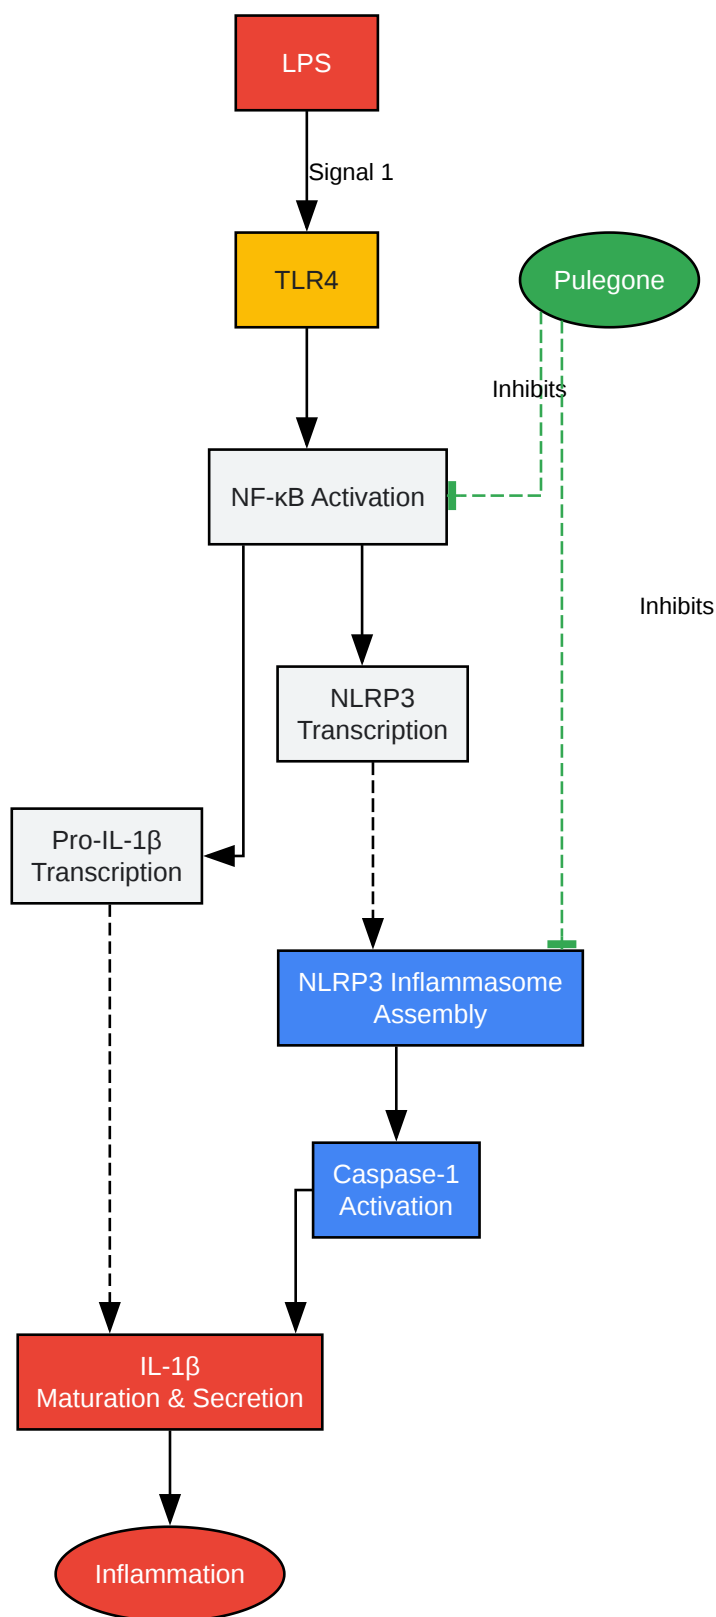 LPS
Signal 1
TLR4
Pulegone
Inhibits
NF-κB Activation
Inhibits
NLRP3
Transcription
Pro-IL-1β
Transcription
NLRP3 Inflammasome
Assembly
Caspase-1
Activation
IL-1β
Maturation & Secretion
Inflammation